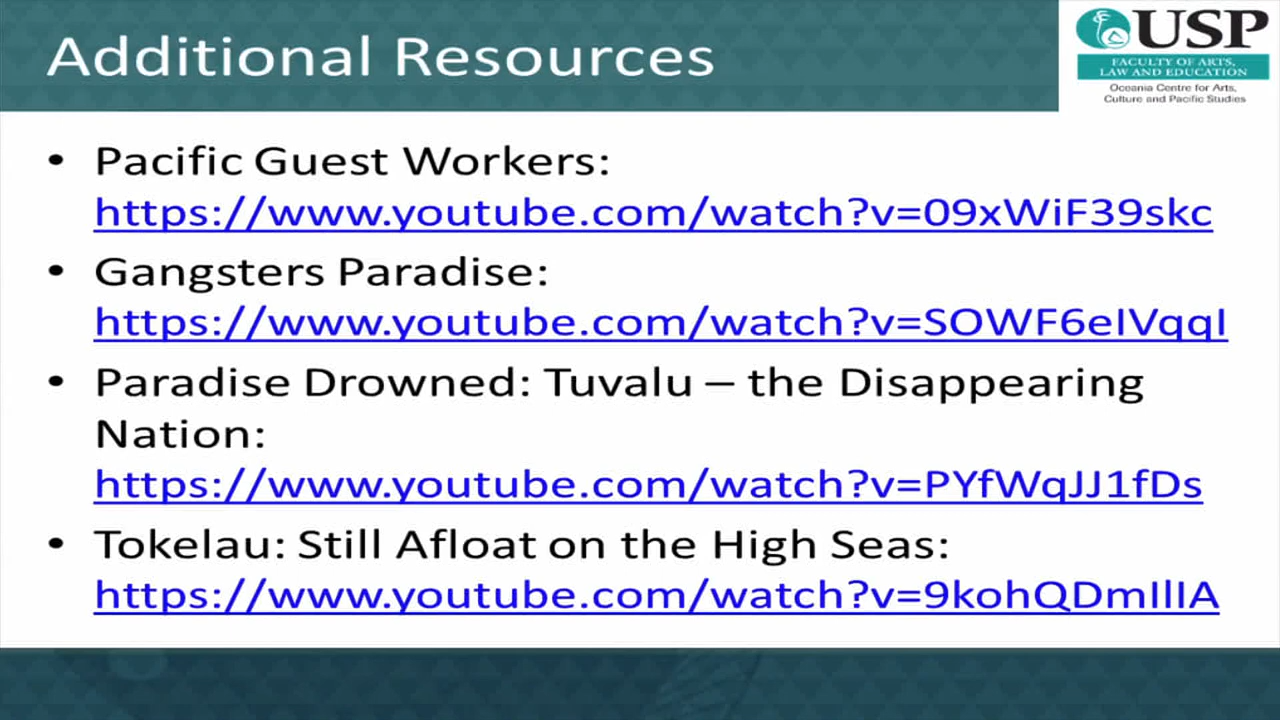 Additional Resources
USP
FACULTY OF ARTS,
LAW AND EDUCATION
Oceania Centre for Arts,
Culture and Pacific Studies
• Pacific Guest Workers:
https://www.youtube.com/watch?v=09xWiF39skc
• Gangsters Paradise:
https://www.youtube.com/watch?v=SOWF6eIVqqI
• Paradise Drowned: Tuvalu – the Disappearing
Nation:
https://www.youtube.com/watch?v=PYfWqJJ1fDs
• Tokelau: Still Afloat on the High Seas:
https://www.youtube.com/watch?v=9kohQDmIlIA